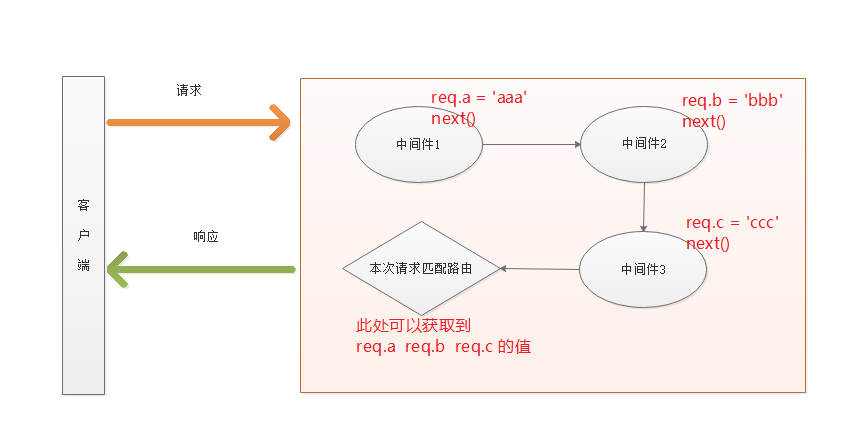 请求
req.a = 'aaa'
next()
中间件1
req.b = 'bbb'
next()
中间件2
客
户
端
响应
req.c = 'ccc'
next()
中间件3
本次请求匹配路由
此处可以获取到
req.a req.b req.c 的值